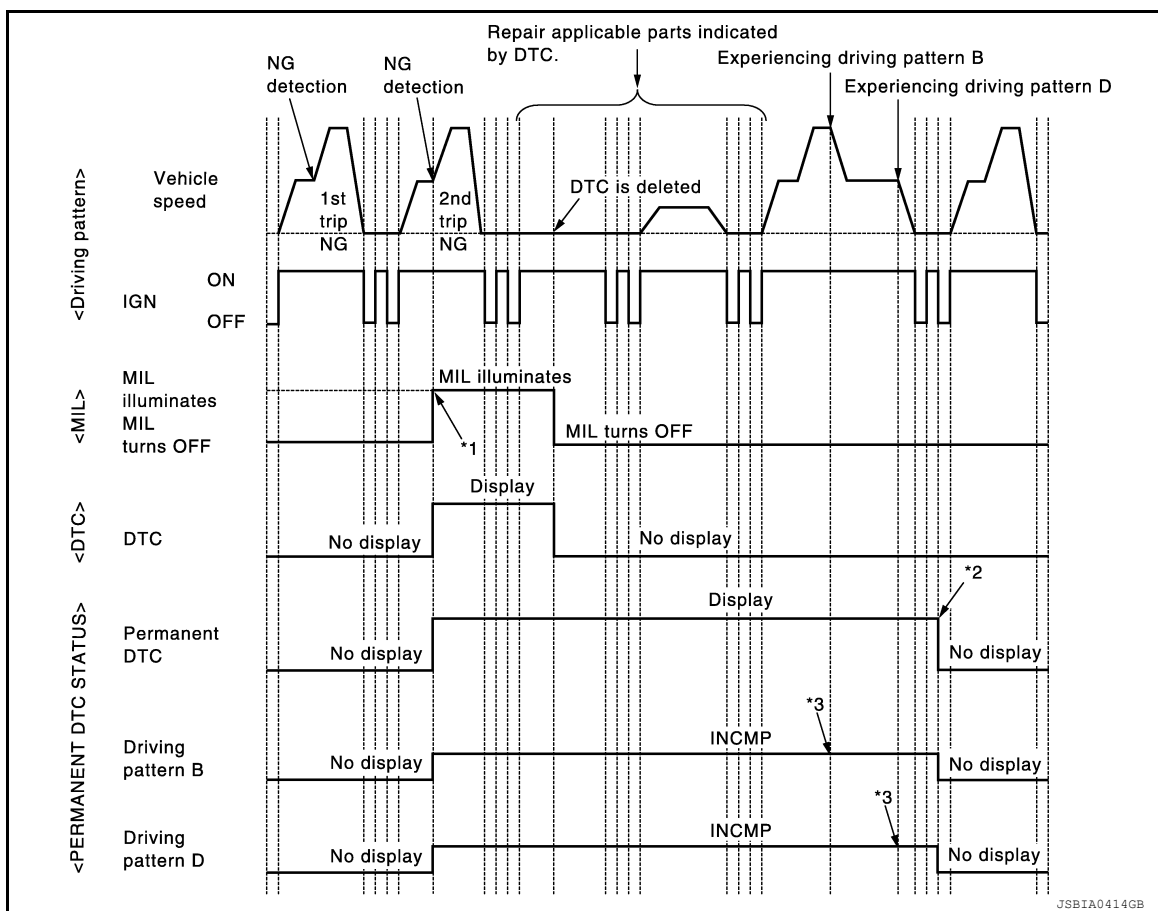 Repair applicable parts indicated
by DTC.
NG
detection
NG
detection
Experiencing driving pattern B
Experiencing driving pattern D
<Driving pattern>
Vehicle
speed
1st
trip
NG
2nd
trip
NG
DTC is deleted
IGN
ON
OFF
<MIL>
MIL
illuminates
MIL
turns OFF
MIL illuminates
*1
MIL turns OFF
<DTC>
DTC
No display
Display
No display
<PERMANENT DTC STATUS>
Permanent
DTC
No display
Display
*2
No display
Driving
pattern B
No display
INCMP
*3
No display
Driving
pattern D
No display
INCMP
*3
No display
JSBIA0414GB